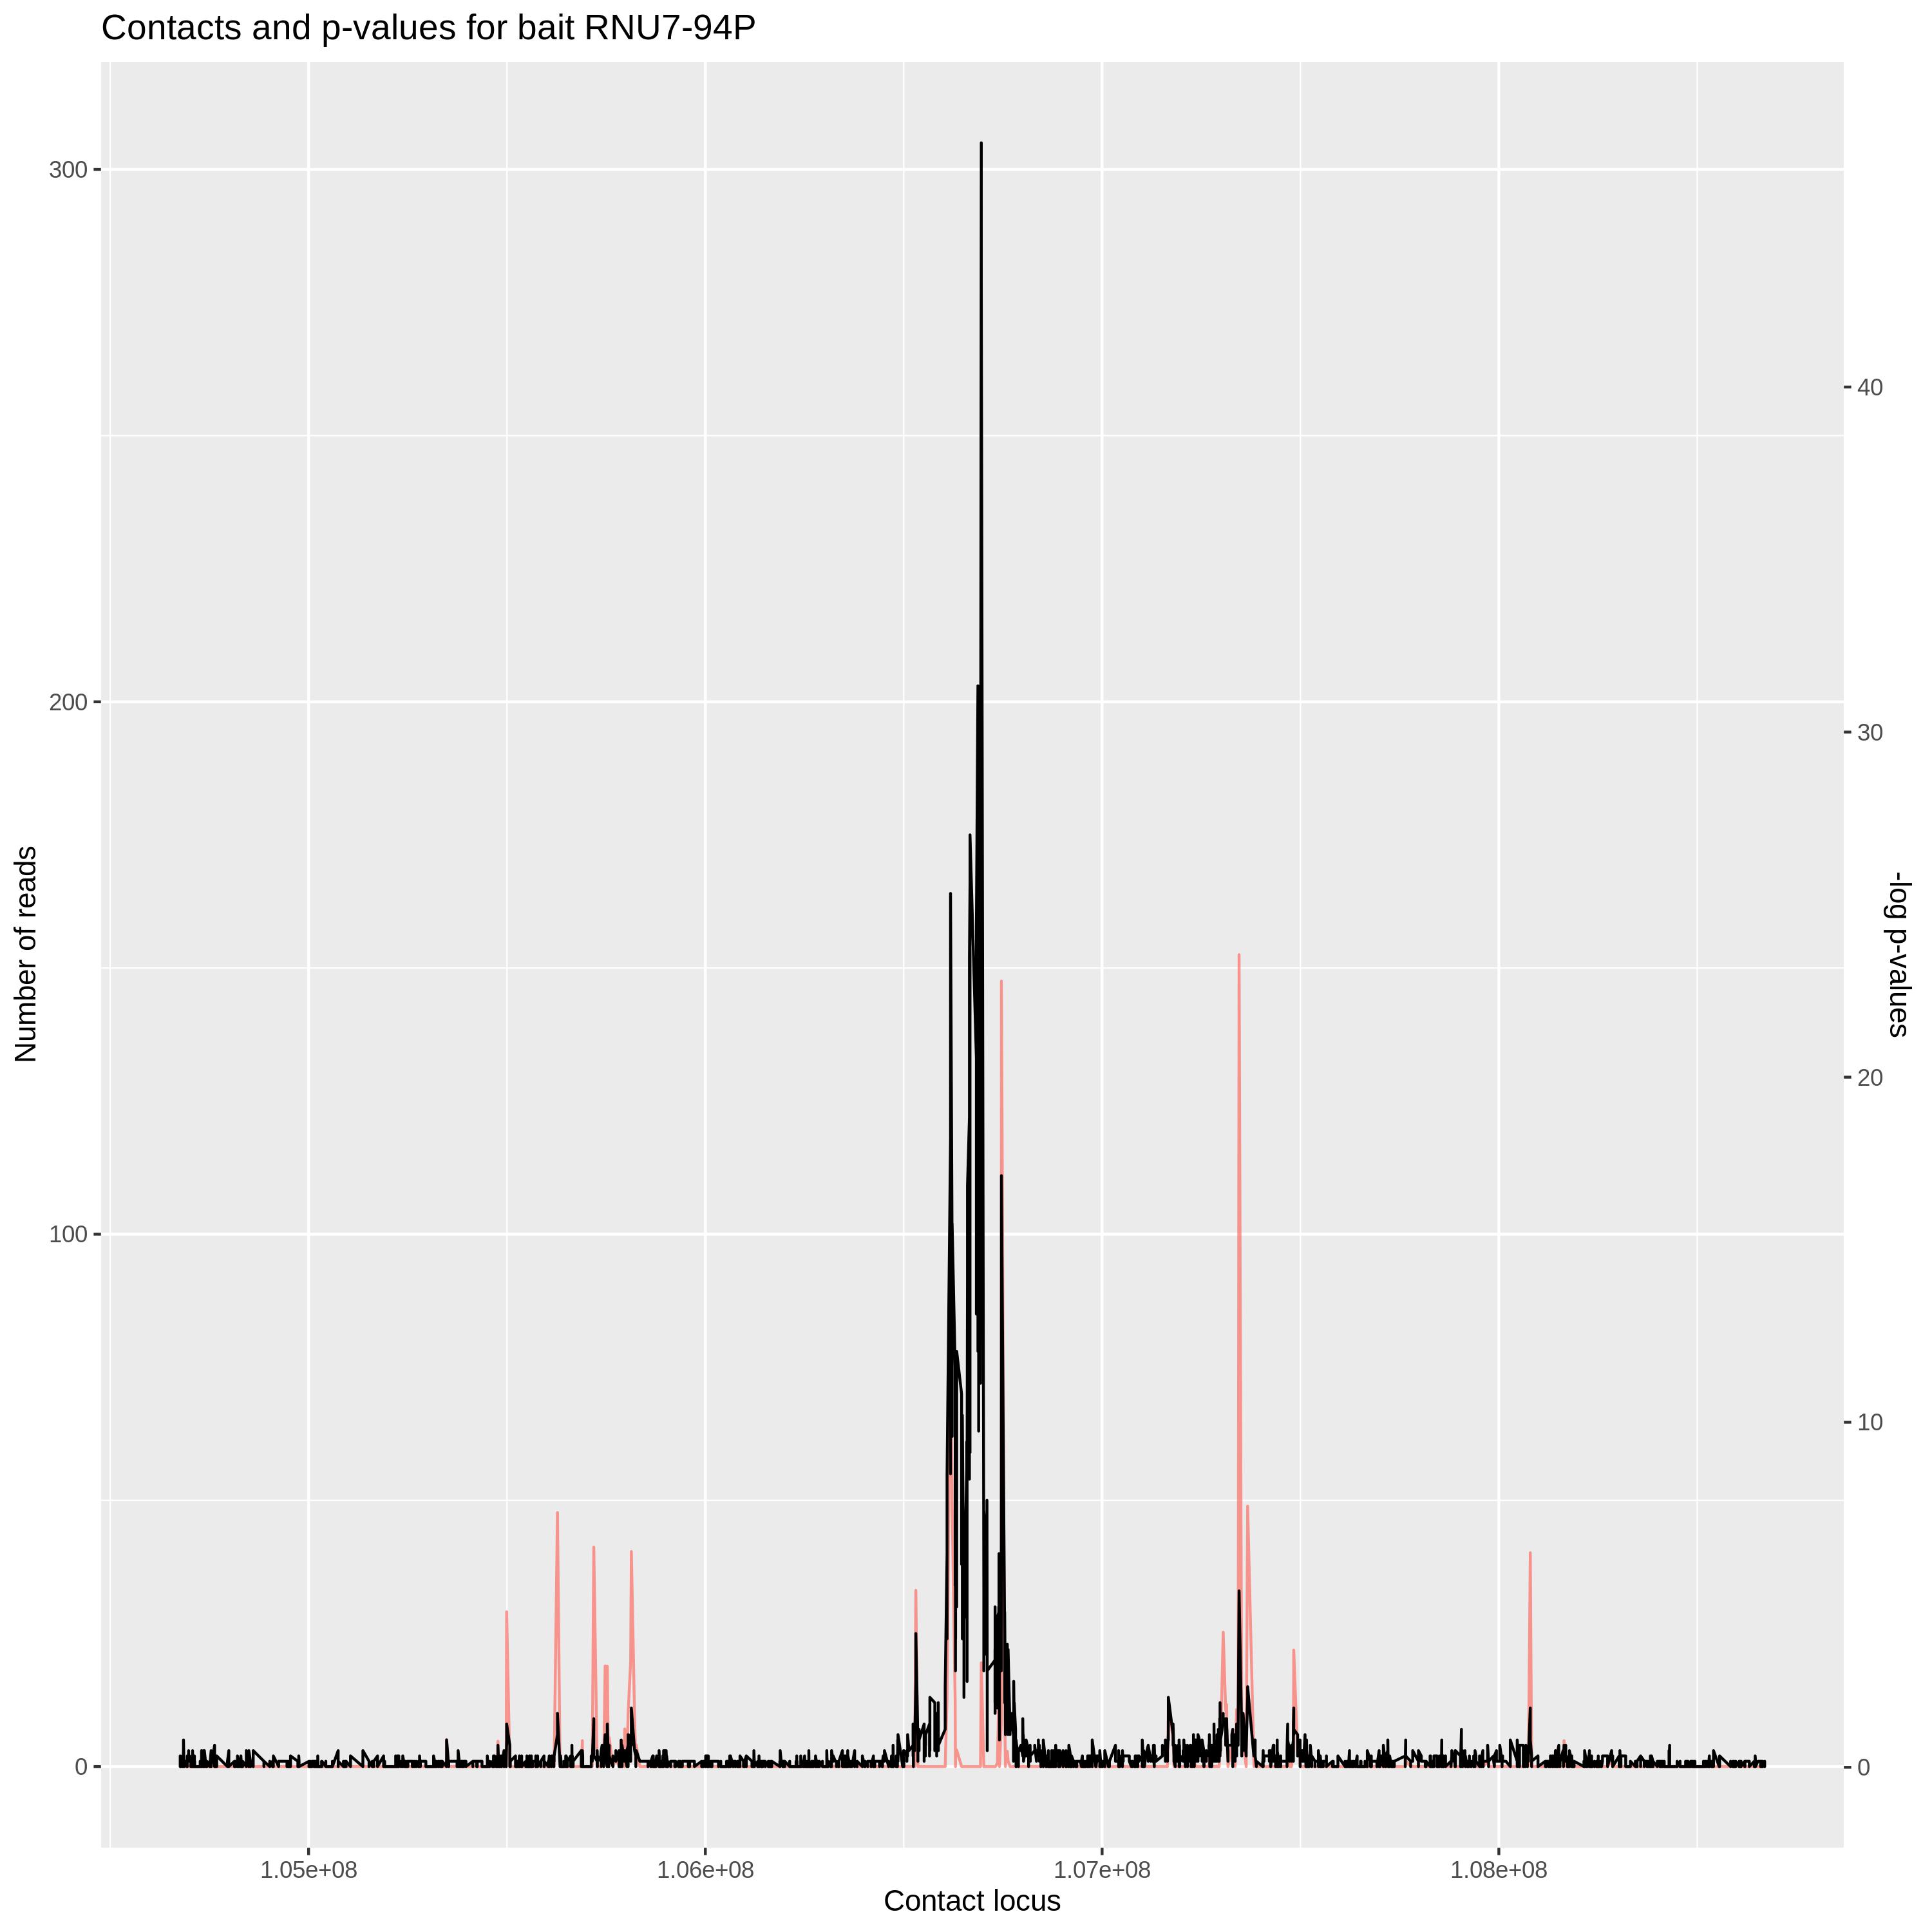 Contacts and p-values for bait RNU7-94P
300
200
100
0
Number of reads
40
30
20
10
0
-log p-values
1.05e+08
1.06e+08
1.07e+08
1.08e+08
Contact locus